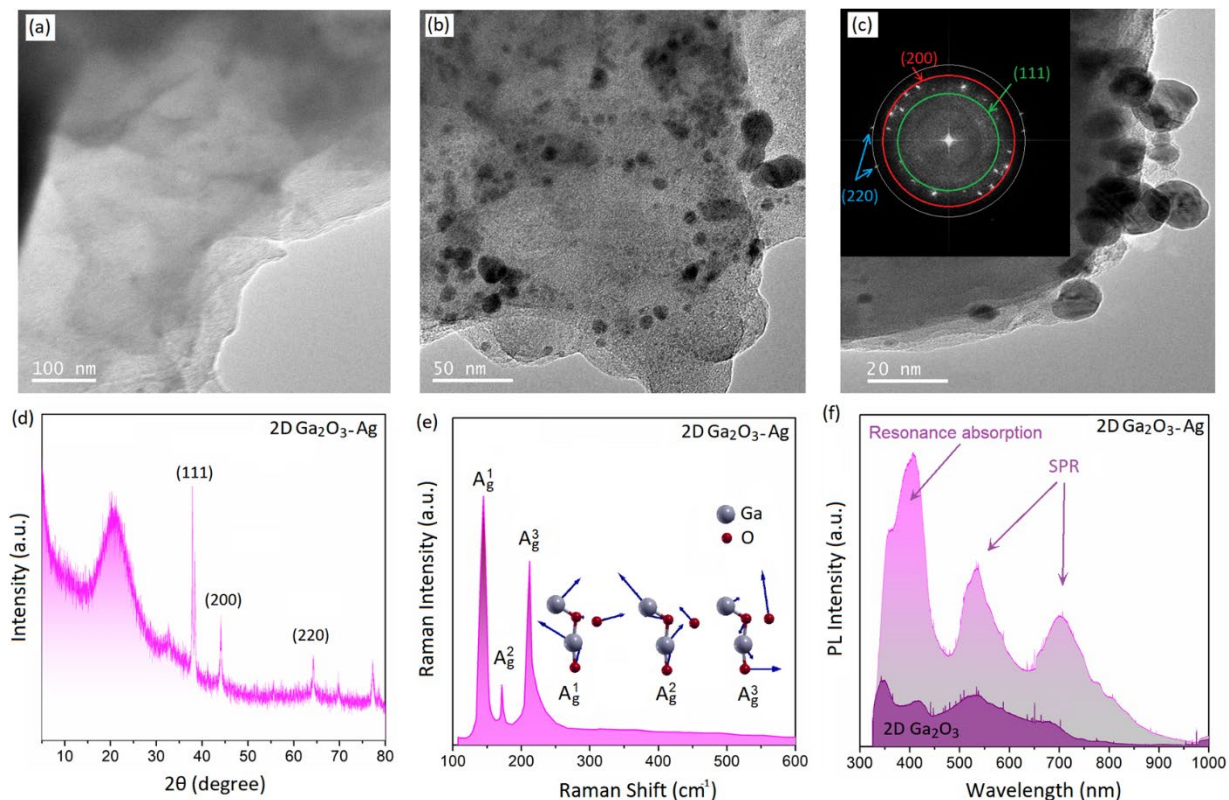 (a)
100 nm
(b)
50 nm
(c)
(200)
(111)
(220)
20 nm
(d)
2D Ga₂O₃-Ag
(111)
(200)
(220)
Intensity (a.u.)
10 20 30 40 50 60 70 80
2θ (degree)
(e)
2D Ga₂O₃-Ag
A¹g
A²g
A³g
Ga
O
A¹g A²g A³g
Raman Intensity (a.u.)
100 200 300 400 500 600
Raman Shift (cm⁻¹)
(f)
2D Ga₂O₃-Ag
Resonance absorption
SPR
2D Ga₂O₃
PL Intensity (a.u.)
300 400 500 600 700 800 900 1000
Wavelength (nm)